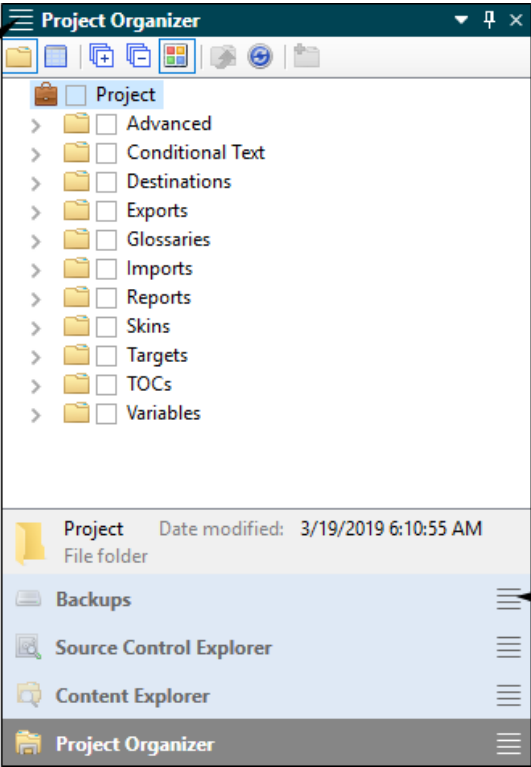 Project Organizer
Project
Advanced
Conditional Text
Destinations
Exports
Glossaries
Imports
Reports
Skins
Targets
TOCs
Variables
Project Date modified: 3/19/2019 6:10:55 AM
File folder
Backups
Source Control Explorer
Content Explorer
Project Organizer